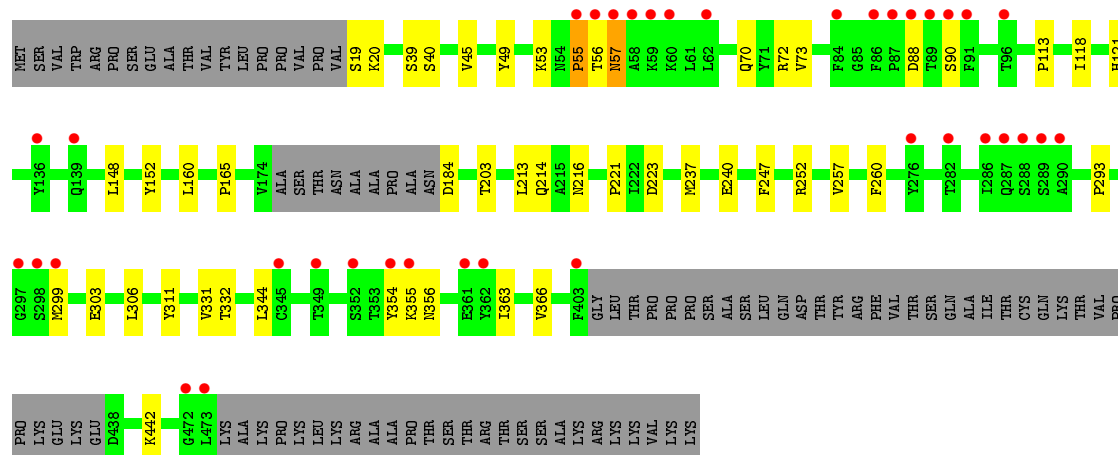 MET SER VAL TRP ARG PRO SER GLU ALA THR VAL TYR LEU PRO PRO VAL PRO VAL S19 K20 S39 S40 V45 Y49 K53 N54 P55 T56 N57 A58 K59 K60 L61 L62 Q70 Y71 R72 V73 F84 G85 F86 P87 D88 T89 S90 F91 T96 P113 I118 H121
Y136 Q139 L148 Y152 L160 P165 V174 ALA SER THR ASN ALA ALA PRO ALA ASN D184 T203 L213 Q214 A215 N216 P221 I222 D223 M237 E240 F247 R252 V257 F260 Y276 T282 I286 Q287 S288 S289 A290 P293
G297 S298 M299 E303 L306 Y311 V331 T332 L344 C345 T349 S352 T353 Y354 K355 N356 E361 Y362 I363 V366 F403 GLY LEU THR PRO PRO PRO SER ALA SER LEU GLN ASP THR TYR ARG PHE VAL THR SER GLN ALA ILE THR CYS GLN LYS THR VAL PRO
PRO LYS GLU LYS GLU D438 K442 G472 L473 LYS ALA LYS PRO LYS LEU LYS ARG ALA ALA PRO THR SER THR ARG THR SER SER ALA LYS ARG LYS LYS VAL LYS LYS